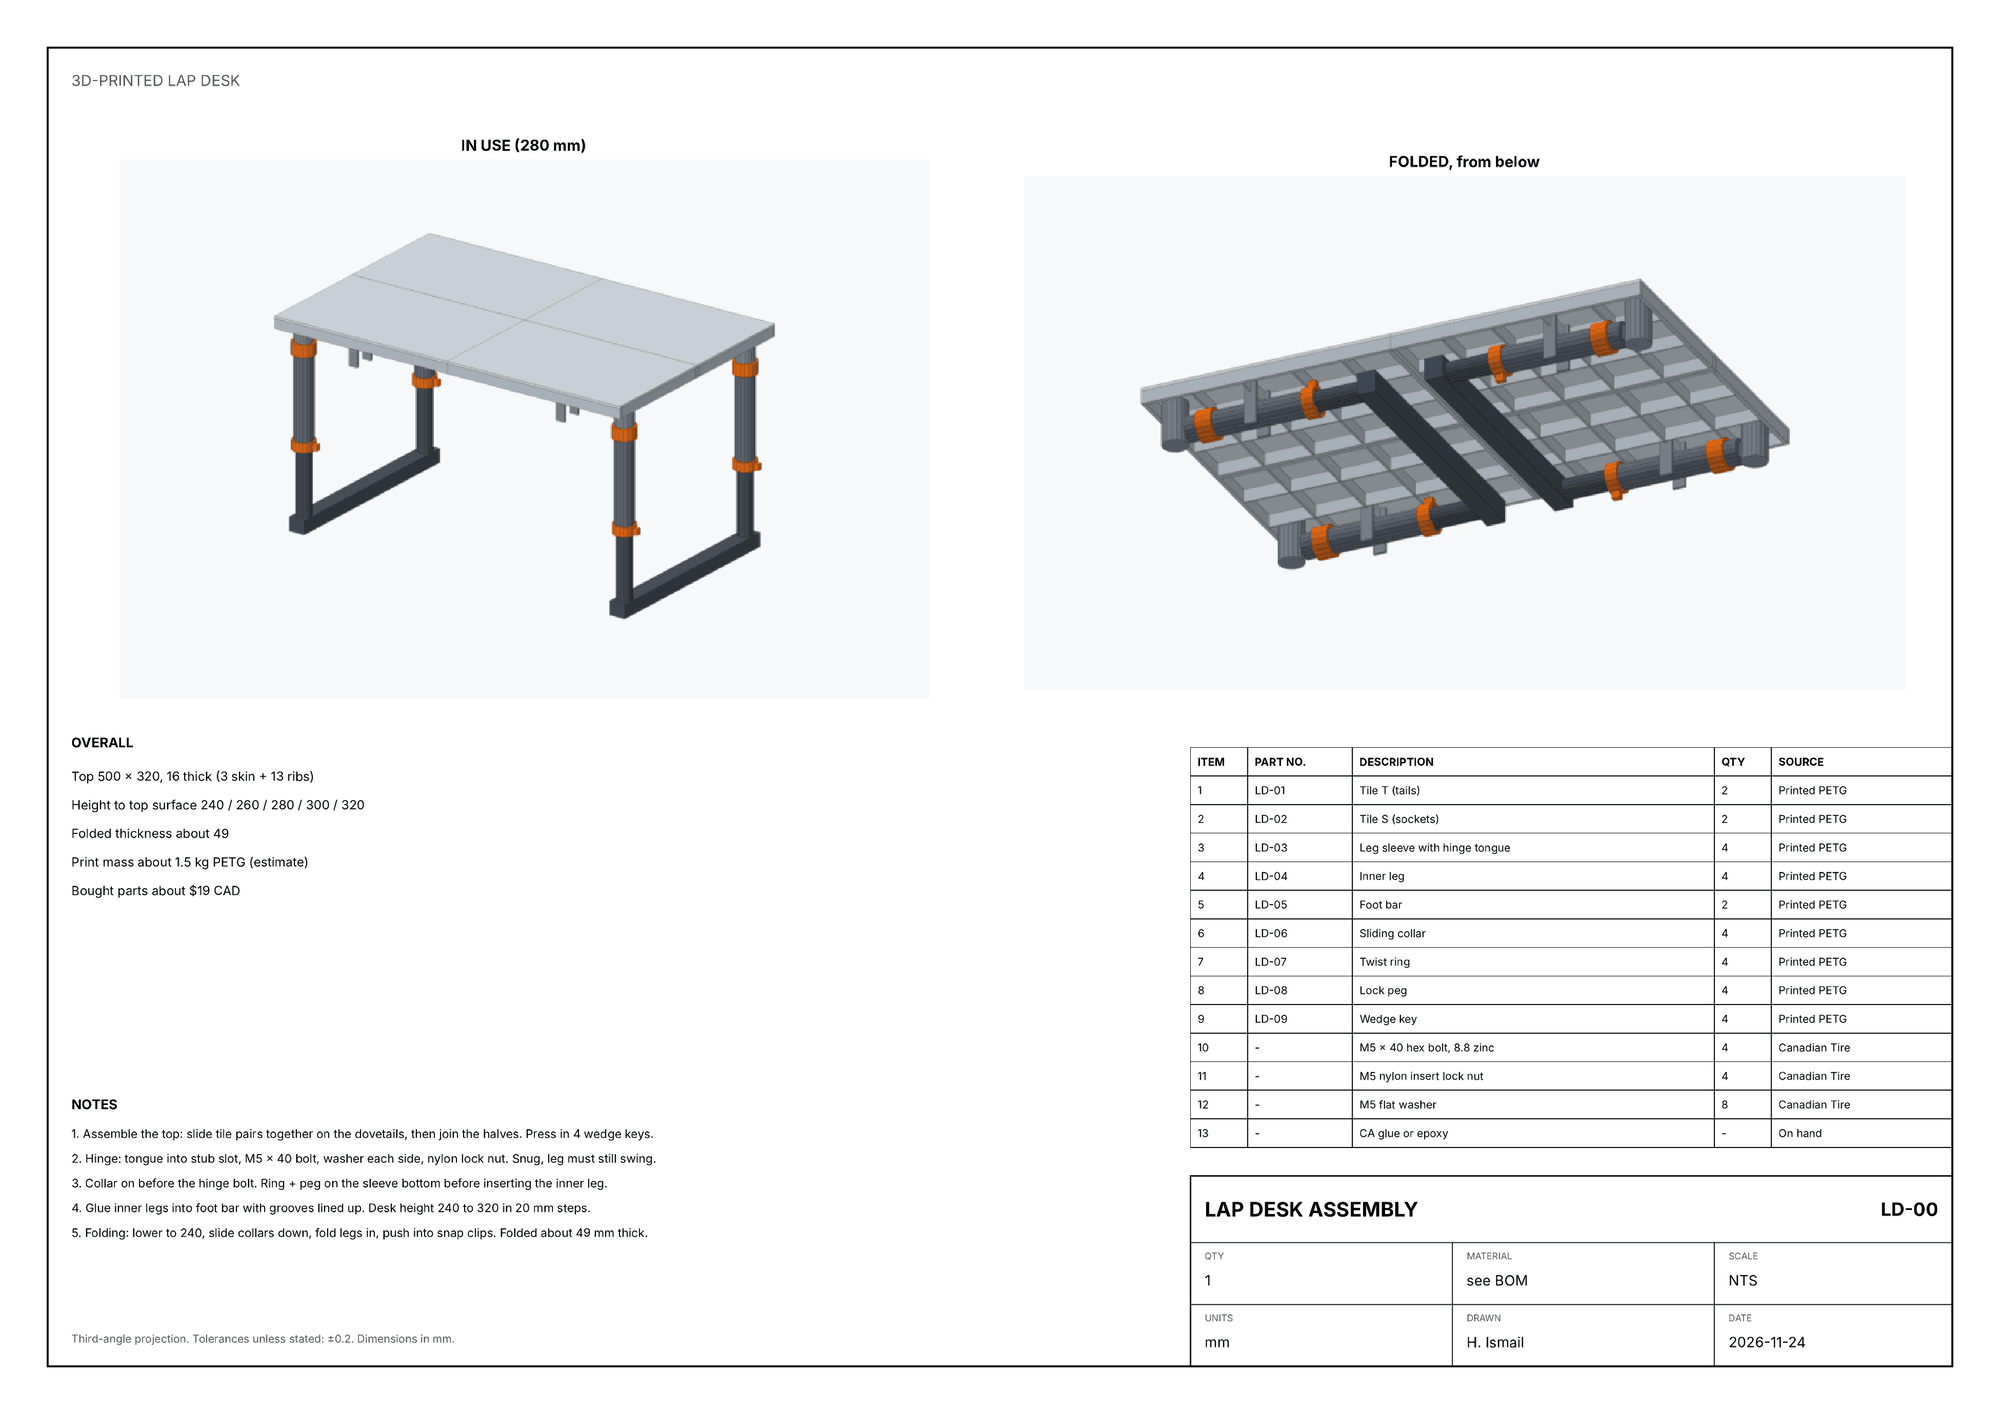 3D-PRINTED LAP DESK
IN USE (280 mm)
FOLDED, from below
OVERALL
Top 500 × 320, 16 thick (3 skin + 13 ribs)
Height to top surface 240 / 260 / 280 / 300 / 320
Folded thickness about 49
Print mass about 1.5 kg PETG (estimate)
Bought parts about $19 CAD
NOTES
1. Assemble the top: slide tile pairs together on the dovetails, then join the halves. Press in 4 wedge keys.
2. Hinge: tongue into stub slot, M5 × 40 bolt, washer each side, nylon lock nut. Snug, leg must still swing.
3. Collar on before the hinge bolt. Ring + peg on the sleeve bottom before inserting the inner leg.
4. Glue inner legs into foot bar with grooves lined up. Desk height 240 to 320 in 20 mm steps.
5. Folding: lower to 240, slide collars down, fold legs in, push into snap clips. Folded about 49 mm thick.
Third-angle projection. Tolerances unless stated: ±0.2. Dimensions in mm.
ITEM PART NO. DESCRIPTION QTY SOURCE
1 LD-01 Tile T (tails) 2 Printed PETG
2 LD-02 Tile S (sockets) 2 Printed PETG
3 LD-03 Leg sleeve with hinge tongue 4 Printed PETG
4 LD-04 Inner leg 4 Printed PETG
5 LD-05 Foot bar 2 Printed PETG
6 LD-06 Sliding collar 4 Printed PETG
7 LD-07 Twist ring 4 Printed PETG
8 LD-08 Lock peg 4 Printed PETG
9 LD-09 Wedge key 4 Printed PETG
10 - M5 × 40 hex bolt, 8.8 zinc 4 Canadian Tire
11 - M5 nylon insert lock nut 4 Canadian Tire
12 - M5 flat washer 8 Canadian Tire
13 - CA glue or epoxy - On hand
LAP DESK ASSEMBLY LD-00
QTY MATERIAL SCALE
1 see BOM NTS
UNITS DRAWN DATE
mm H. Ismail 2026-11-24